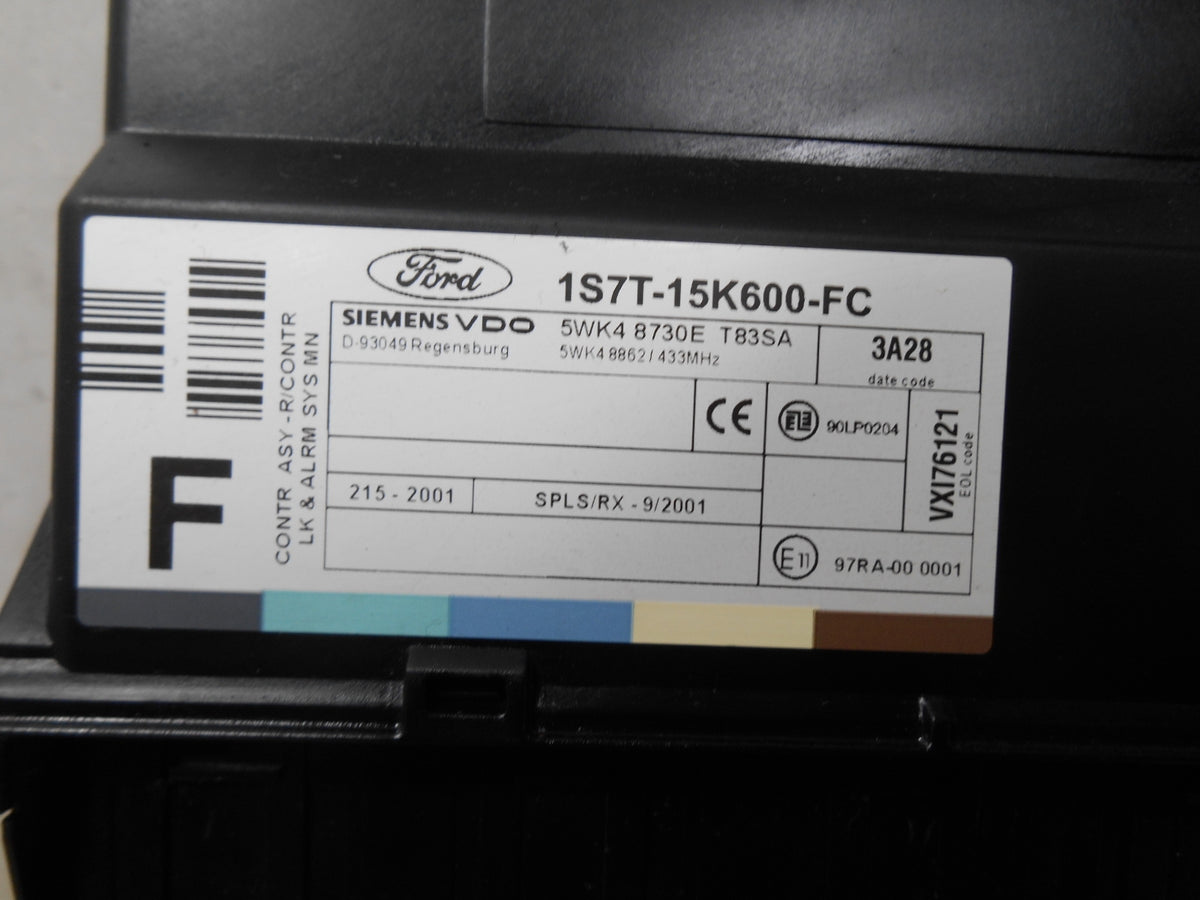 Ford
1S7T-15K600-FC
SIEMENS VDO
D-93049 Regensburg
5WK4 8730E T83SA
5WK4 8862 / 433MHz
3A28
date code
CE
90LP0204
VXI76121
EOL code
215 - 2001
SPLS/RX - 9/2001
E11
97RA-00 0001
CONTR ASY -R/CONTR
LK & ALRM SYS MN
F